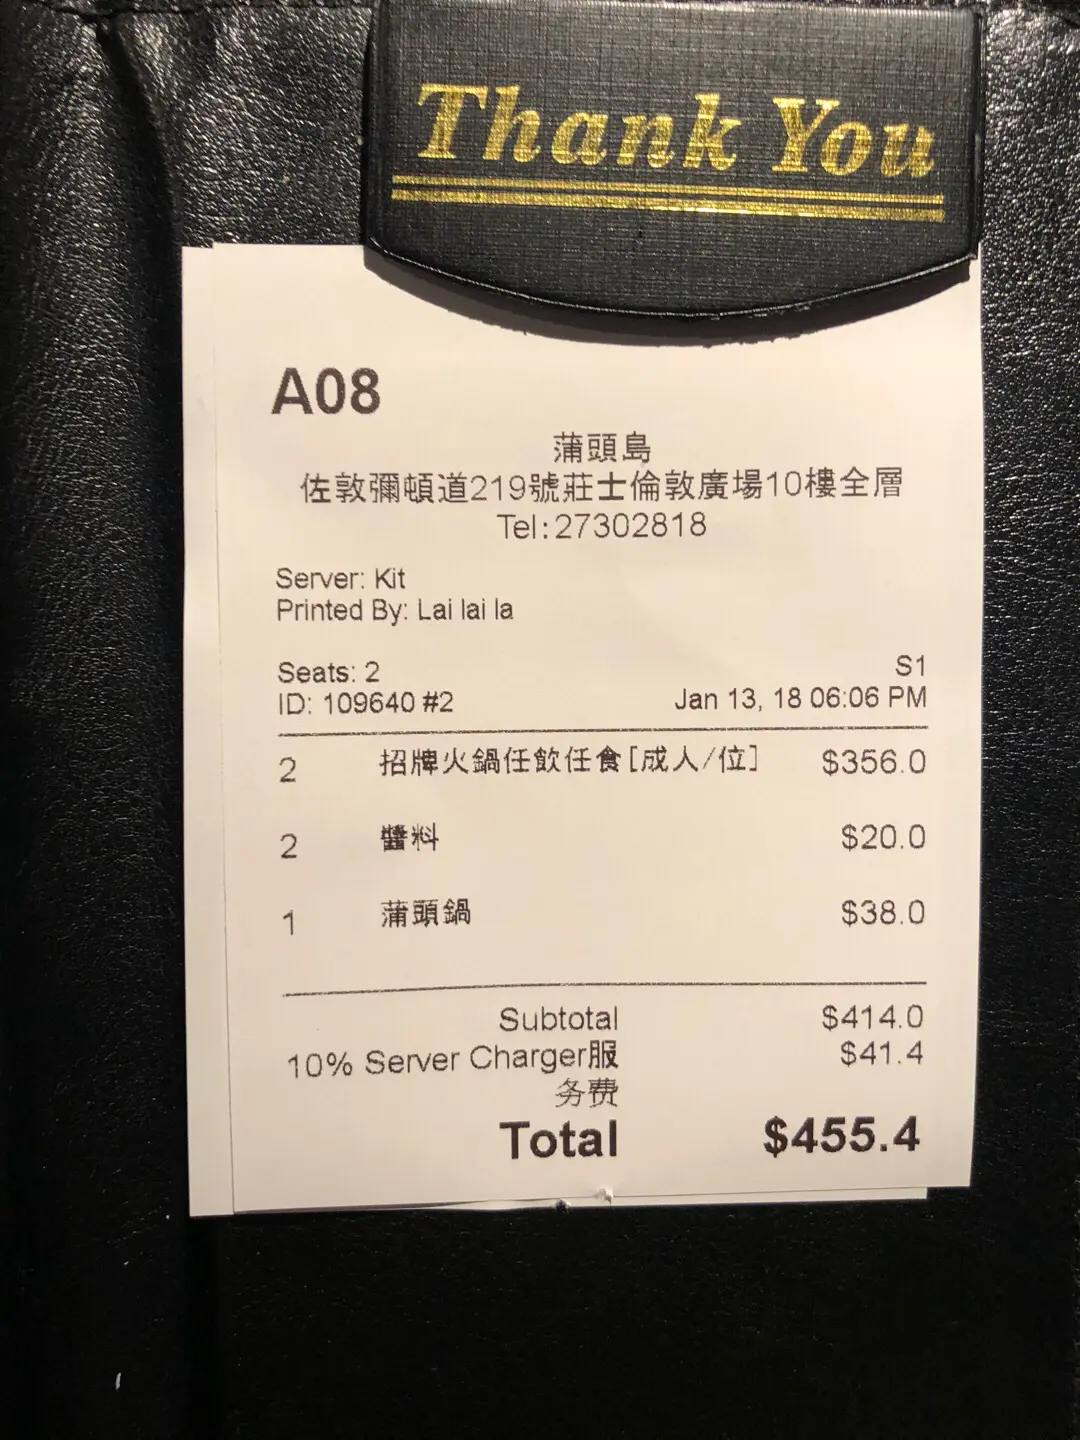 Thank You
A08
蒲頭島
佐敦彌頓道219號莊士倫敦廣場10樓全層
Tel:27302818
Server: Kit
Printed By: Lai lai la
Seats: 2 S1
ID: 109640 #2 Jan 13, 18 06:06 PM
2 招牌火鍋任飲任食[成人/位] $356.0
2 醬料 $20.0
1 蒲頭鍋 $38.0
Subtotal $414.0
10% Server Charger服 $41.4
务费
Total $455.4